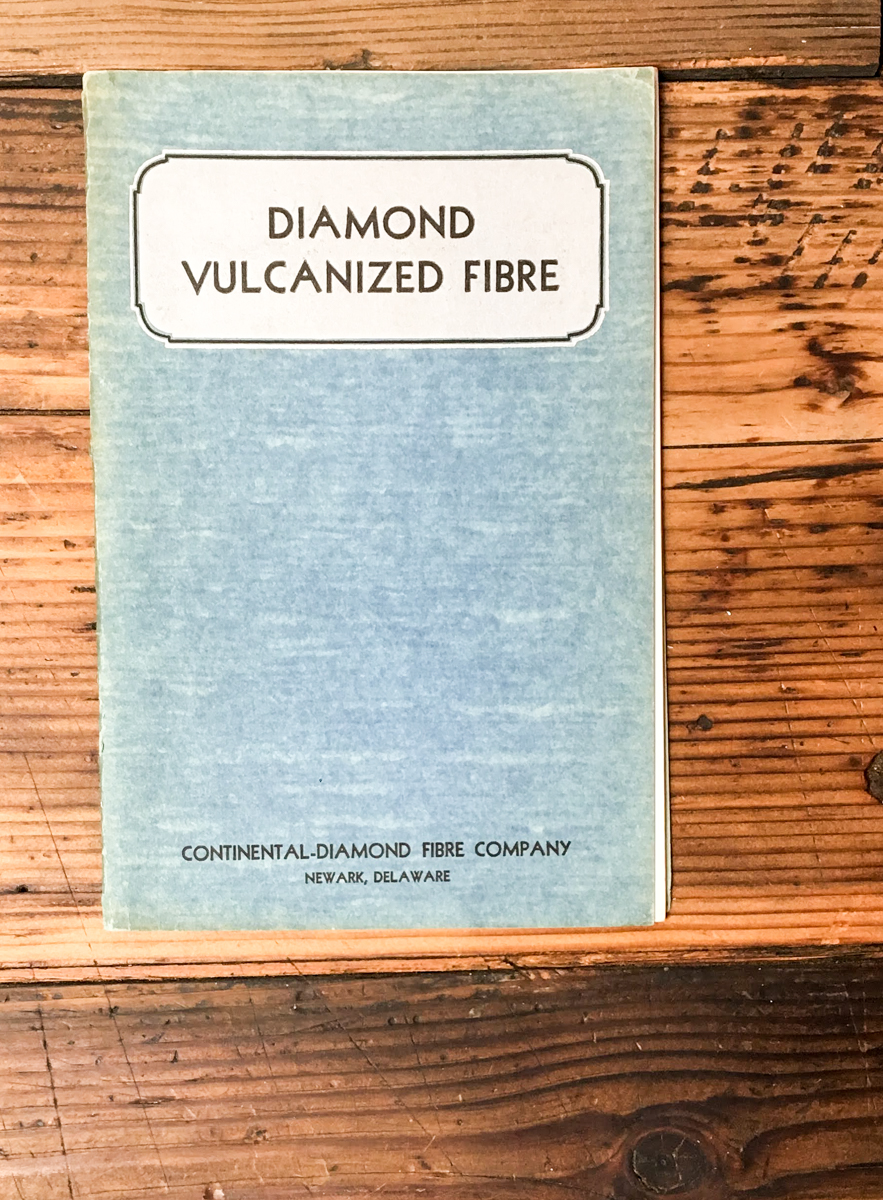 DIAMOND
VULCANIZED FIBRE
CONTINENTAL-DIAMOND FIBRE COMPANY
NEWARK, DELAWARE